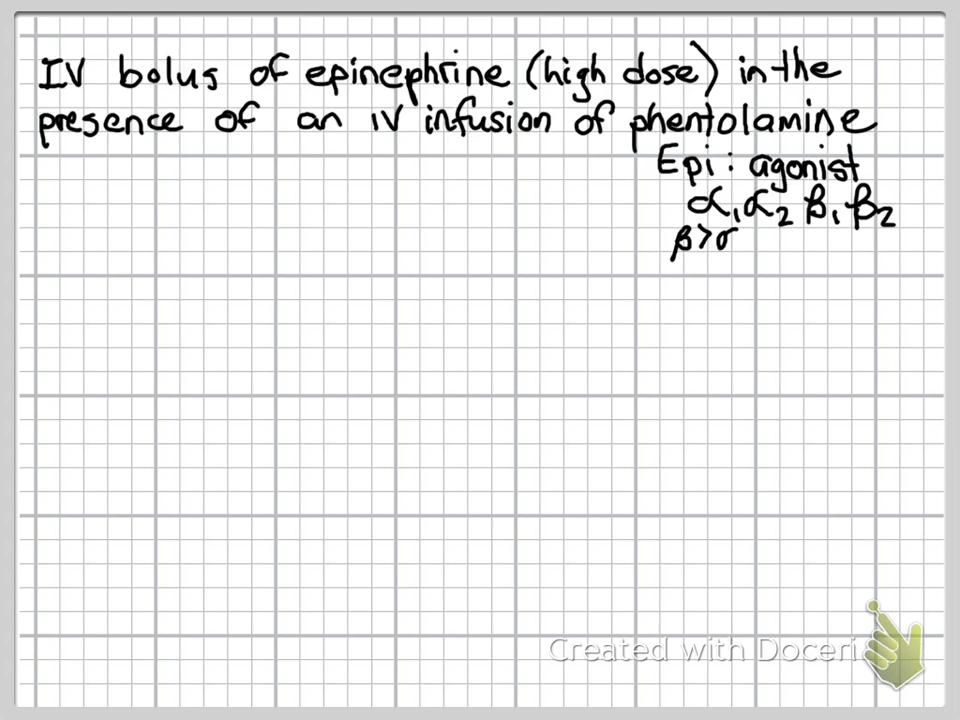 IV bolus of epinephrine (high dose) in the
presence of an IV infusion of phentolamine
Epi: agonist
α₁ α₂ β₁ β₂
β > σ
Created with Doceri